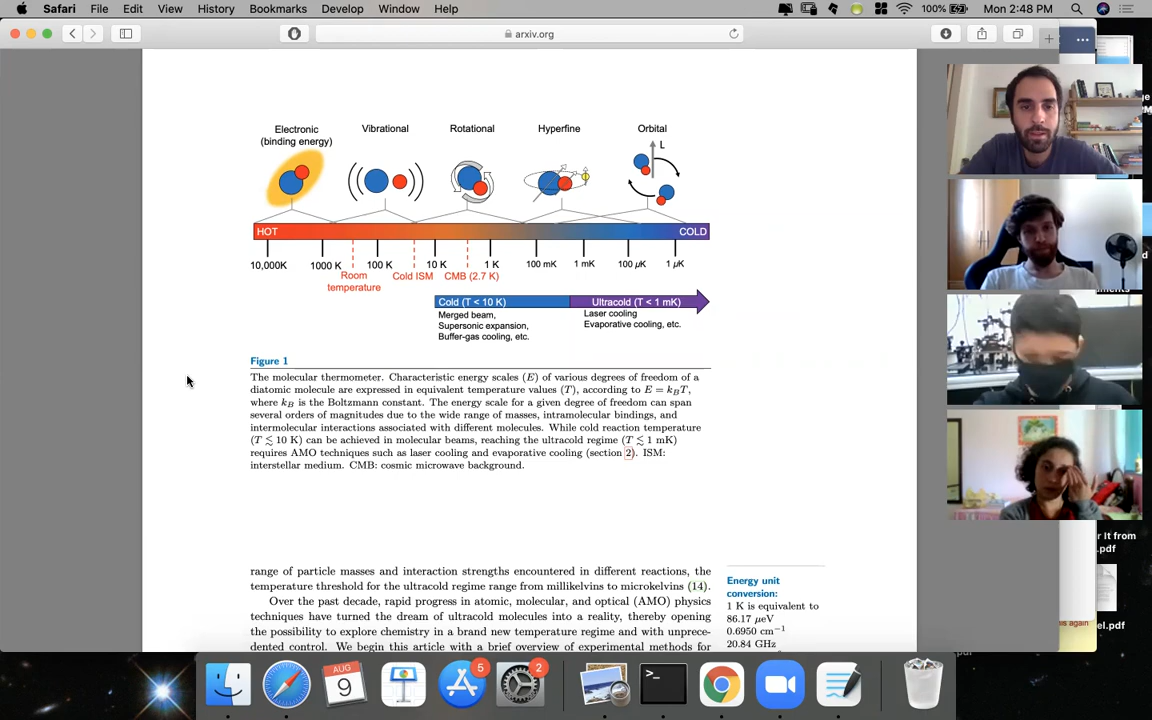 Safari File Edit View History Bookmarks Develop Window Help 100% Mon 2:48 PM
arxiv.org
Electronic
(binding energy)
Vibrational
Rotational
Hyperfine
Orbital
L
HOT COLD
10,000K 1000 K 100 K 10 K 1 K 100 mK 1 mK 100 μK 1 μK
Room
temperature
Cold ISM
CMB (2.7 K)
Cold (T < 10 K)
Merged beam,
Supersonic expansion,
Buffer-gas cooling, etc.
Ultracold (T < 1 mK)
Laser cooling
Evaporative cooling, etc.
Figure 1
The molecular thermometer. Characteristic energy scales (E) of various degrees of freedom of a
diatomic molecule are expressed in equivalent temperature values (T), according to E = kBT,
where kB is the Boltzmann constant. The energy scale for a given degree of freedom can span
several orders of magnitudes due to the wide range of masses, intramolecular bindings, and
intermolecular interactions associated with different molecules. While cold reaction temperature
(T ≲ 10 K) can be achieved in molecular beams, reaching the ultracold regime (T ≲ 1 mK)
requires AMO techniques such as laser cooling and evaporative cooling (section 2). ISM:
interstellar medium. CMB: cosmic microwave background.
range of particle masses and interaction strengths encountered in different reactions, the
temperature threshold for the ultracold regime range from millikelvins to microkelvins (14).
Over the past decade, rapid progress in atomic, molecular, and optical (AMO) physics
techniques have turned the dream of ultracold molecules into a reality, thereby opening
the possibility to explore chemistry in a brand new temperature regime and with unprece-
dented control. We begin this article with a brief overview of experimental methods for
Energy unit
conversion:
1 K is equivalent to
86.17 μeV
0.6950 cm−1
20.84 GHz
r It from
.pdf
s again
el.pdf
AUG
9
5
2